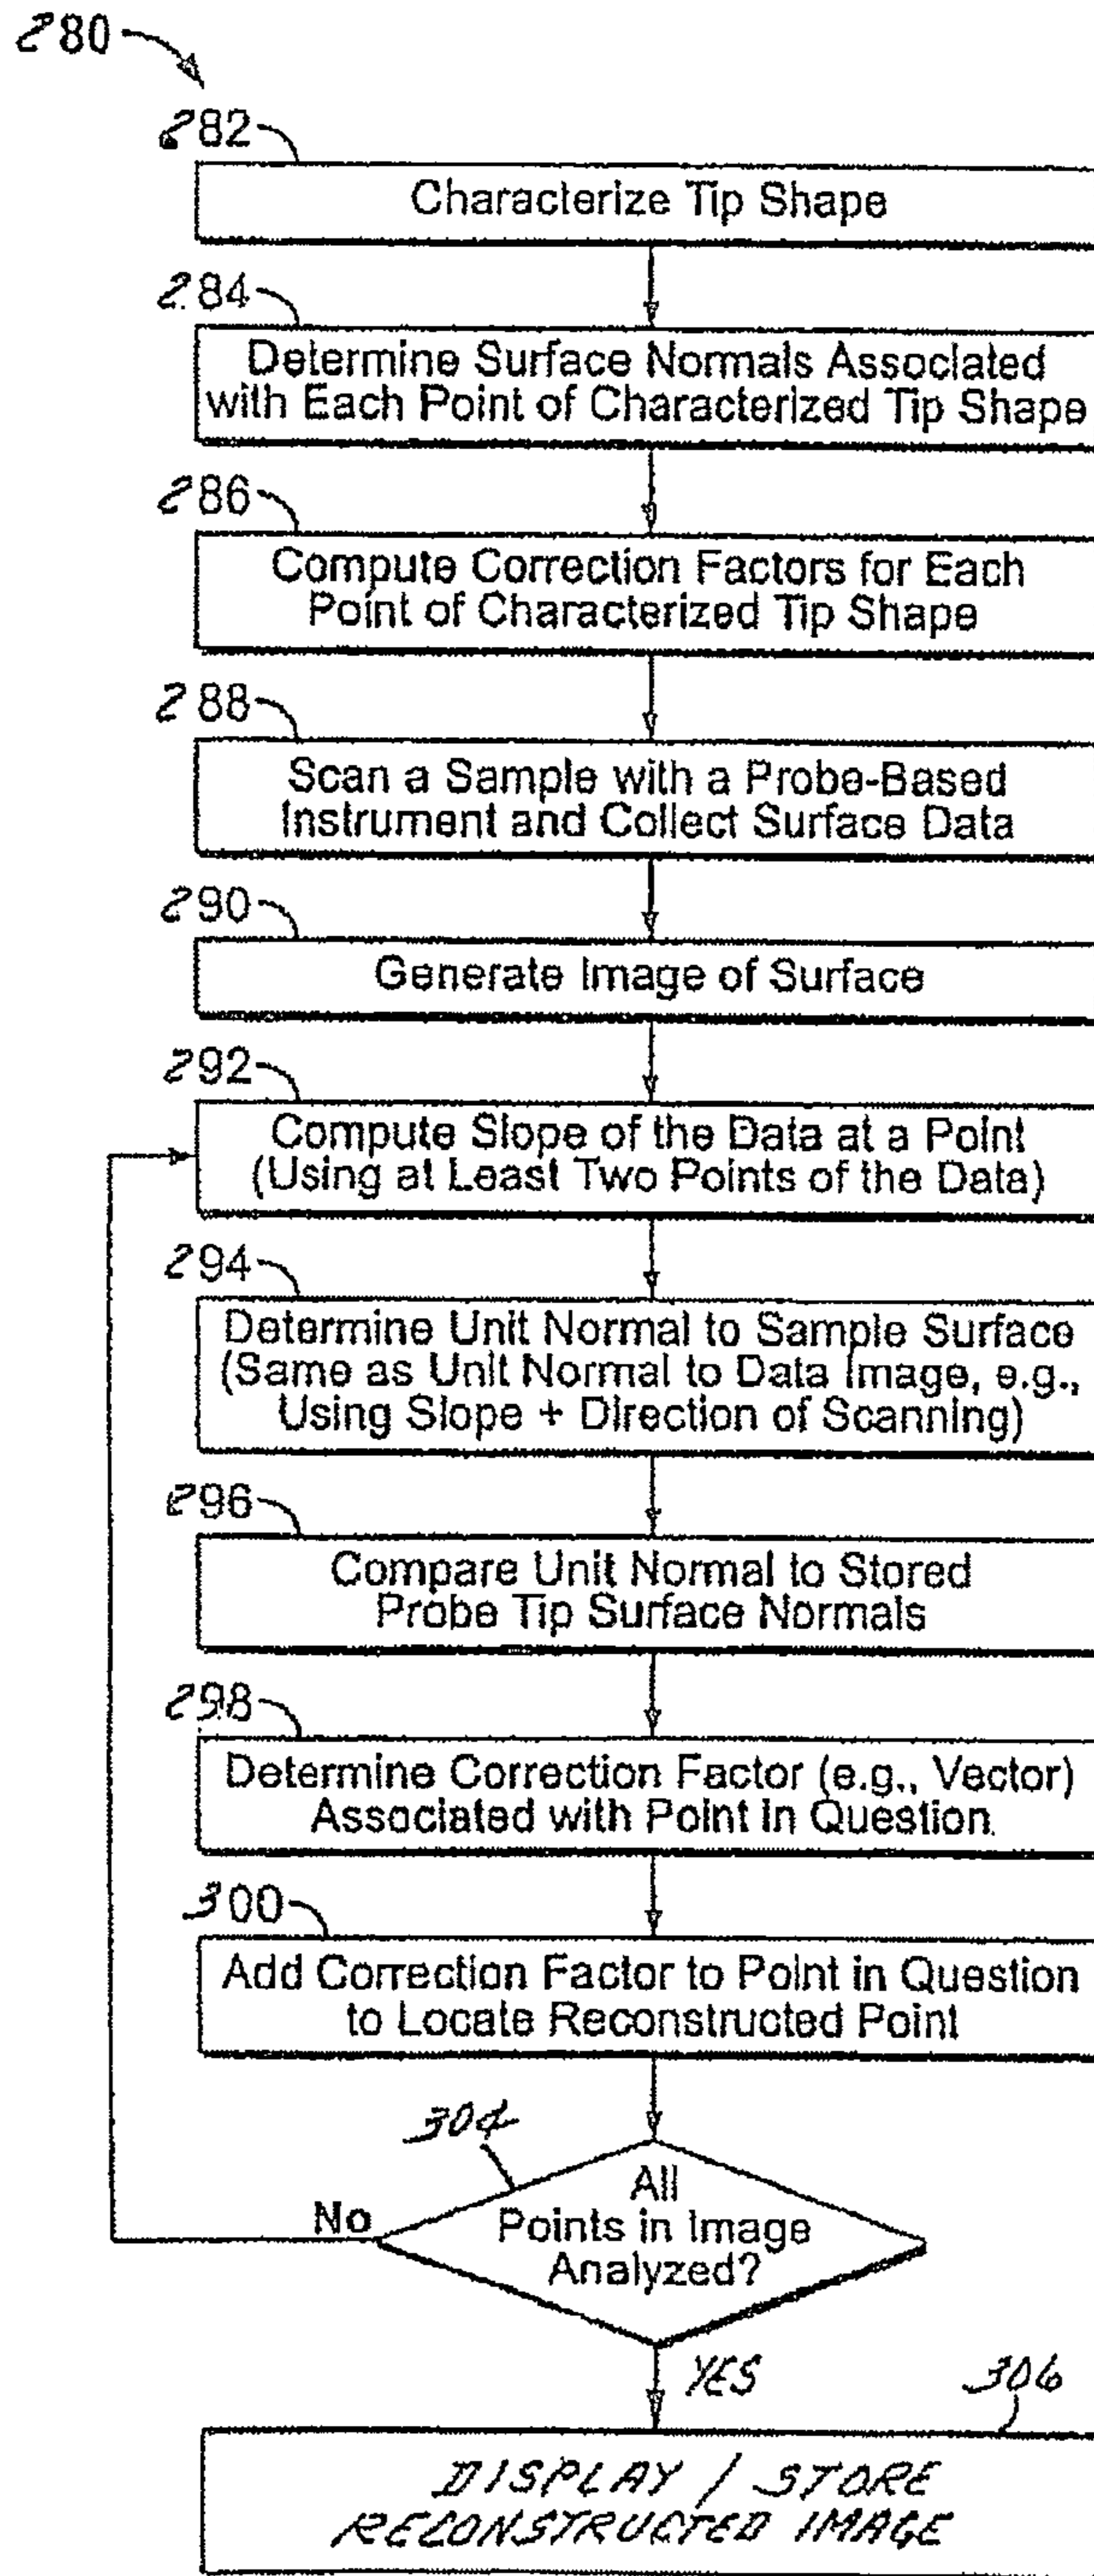 280
282
Characterize Tip Shape
284
Determine Surface Normals Associated
with Each Point of Characterized Tip Shape
286
Compute Correction Factors for Each
Point of Characterized Tip Shape
288
Scan a Sample with a Probe-Based
Instrument and Collect Surface Data
290
Generate Image of Surface
292
Compute Slope of the Data at a Point
(Using at Least Two Points of the Data)
294
Determine Unit Normal to Sample Surface
(Same as Unit Normal to Data Image, e.g.,
Using Slope + Direction of Scanning)
296
Compare Unit Normal to Stored
Probe Tip Surface Normals
298
Determine Correction Factor (e.g., Vector)
Associated with Point in Question
300
Add Correction Factor to Point in Question
to Locate Reconstructed Point
304
All
Points in Image
Analyzed?
No
YES
306
DISPLAY / STORE
RECONSTRUCTED IMAGE